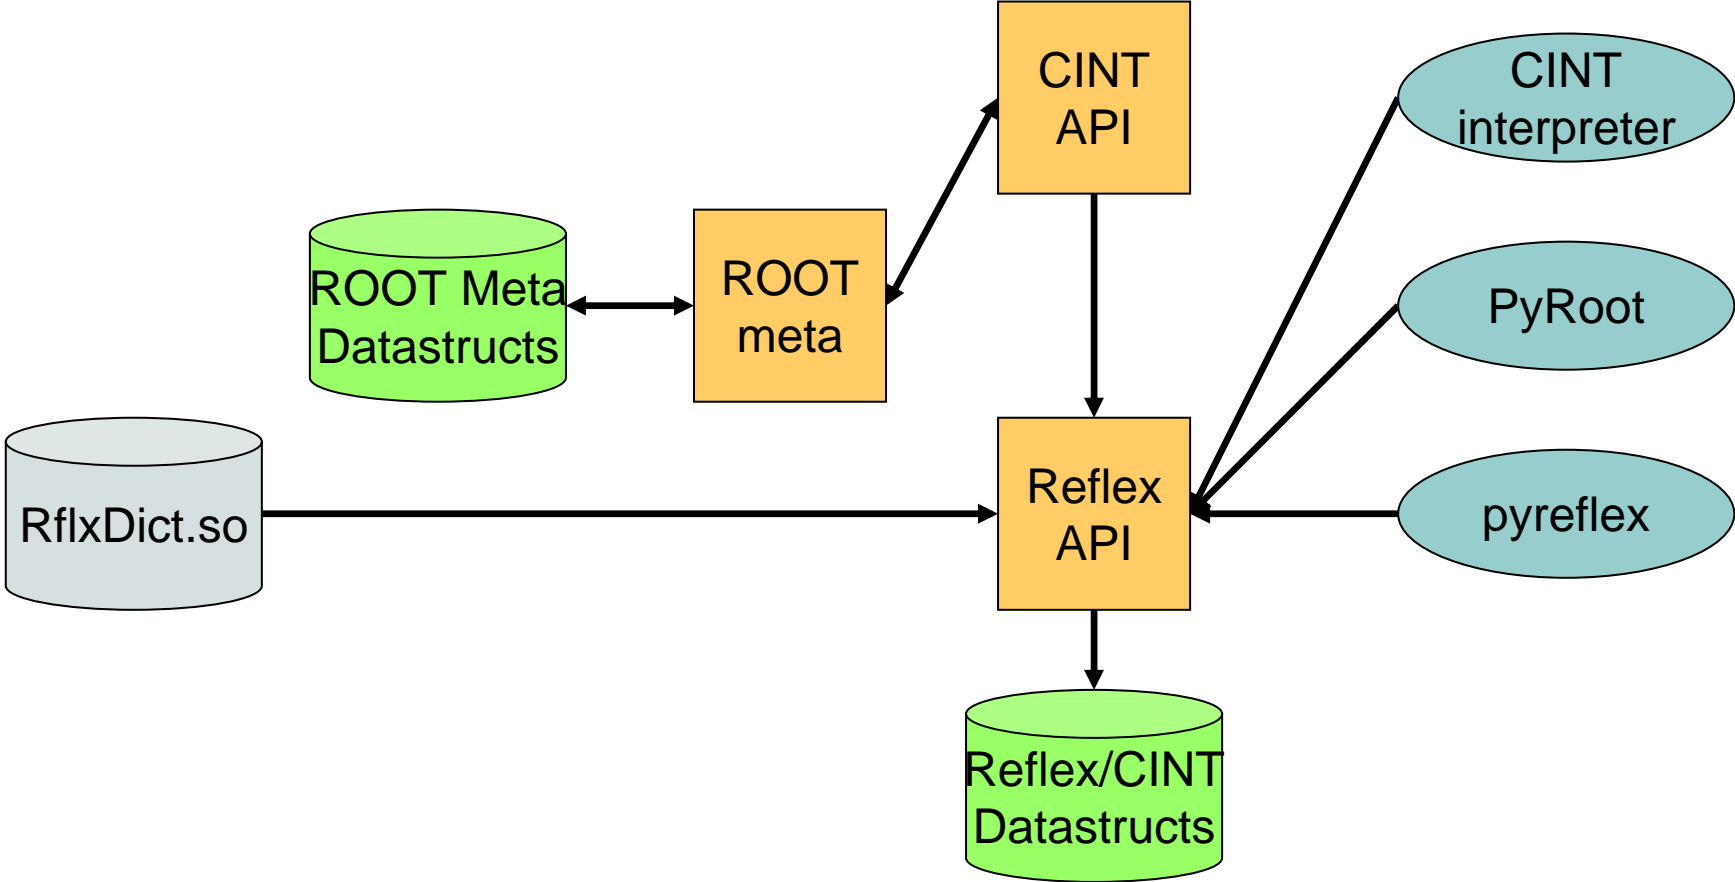 CINT
API
CINT
interpreter
ROOT Meta
Datastructs
ROOT
meta
PyRoot
RflxDict.so
Reflex
API
pyreflex
Reflex/CINT
Datastructs